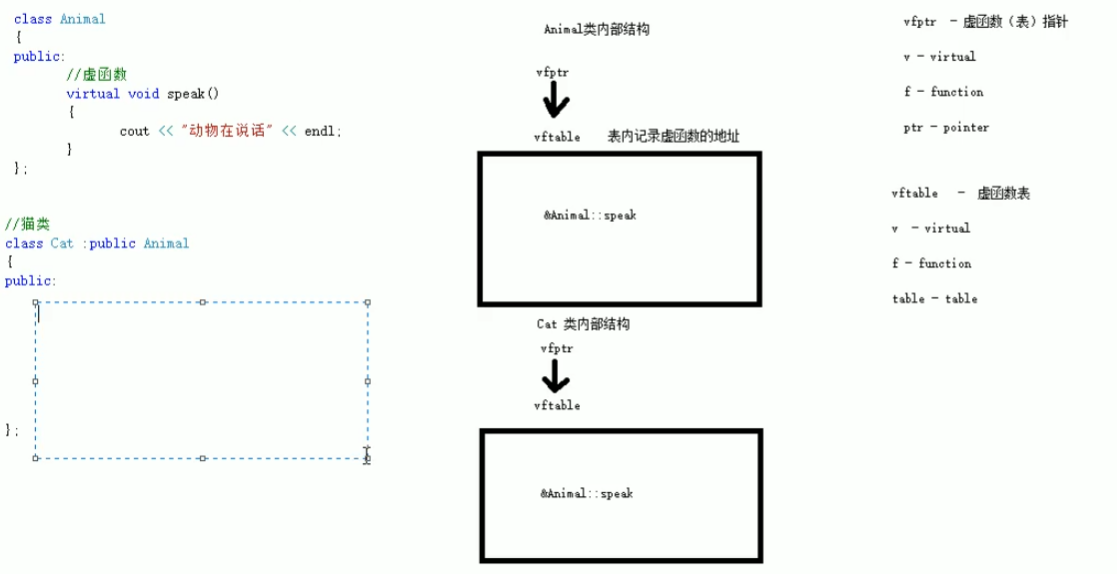 class Animal
{
public:
//虚函数
virtual void speak()
{
cout << "动物在说话" << endl;
}
};
//猫类
class Cat :public Animal
{
public:
};
Animal类内部结构
vfptr
vftable 表内记录虚函数的地址
&Animal::speak
Cat 类内部结构
vfptr
vftable
&Animal::speak
vfptr - 虚函数（表）指针
v - virtual
f - function
ptr - pointer
vftable - 虚函数表
v - virtual
f - function
table - table